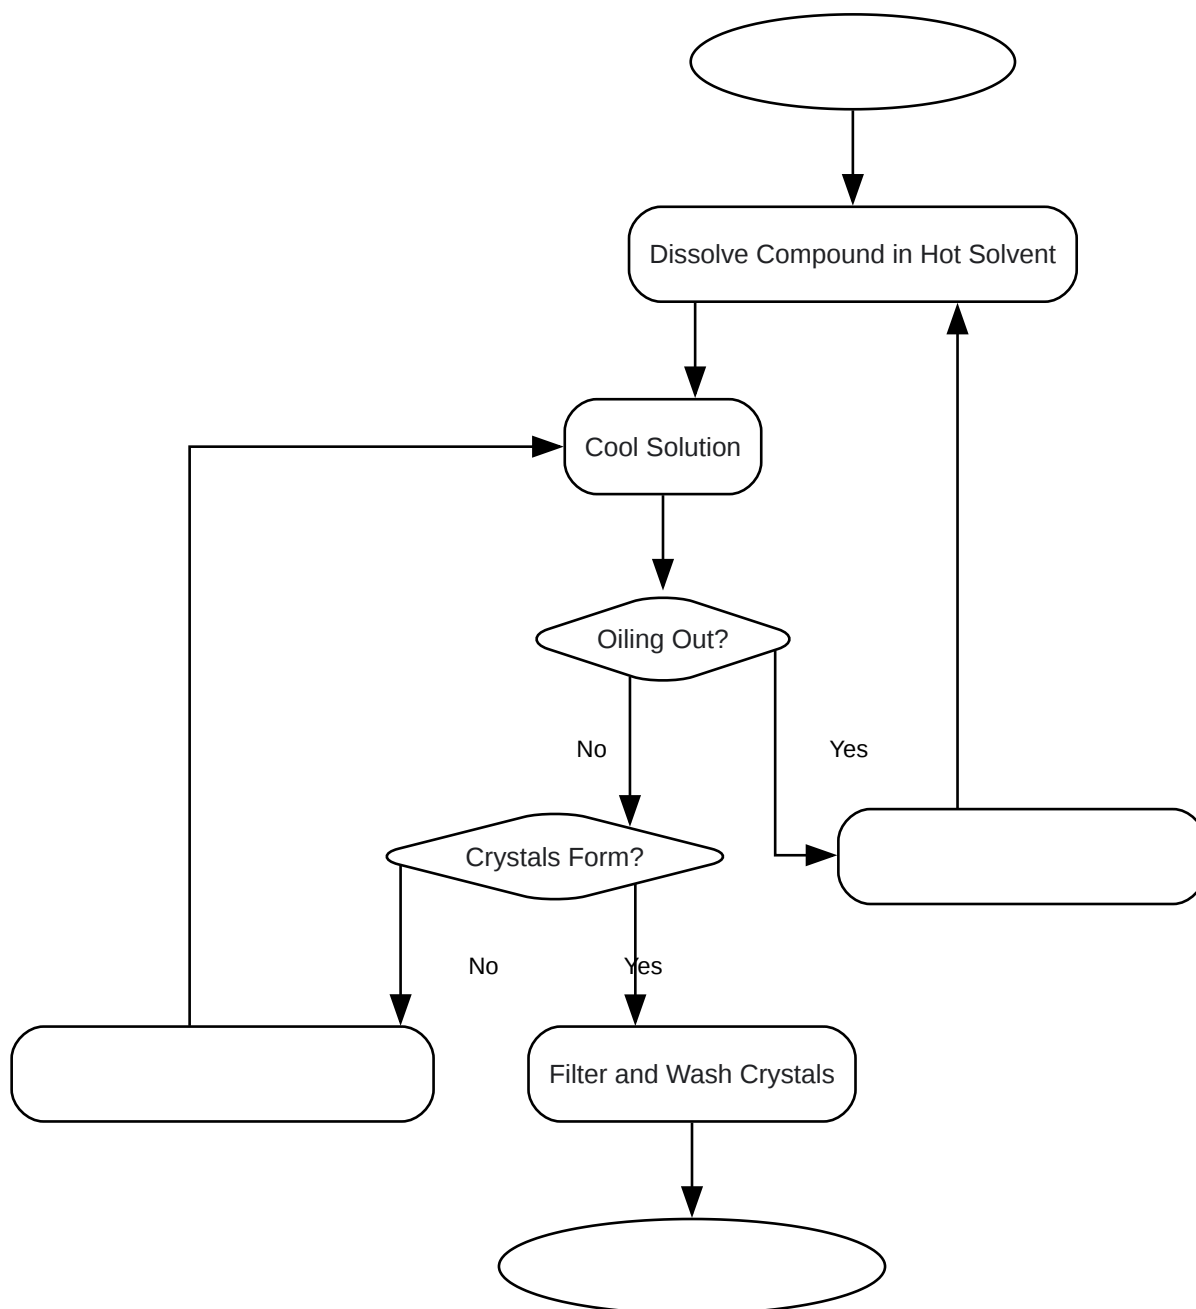 Dissolve Compound in Hot Solvent
Cool Solution
Oiling Out?
No
Yes
Crystals Form?
No
Yes
Filter and Wash Crystals